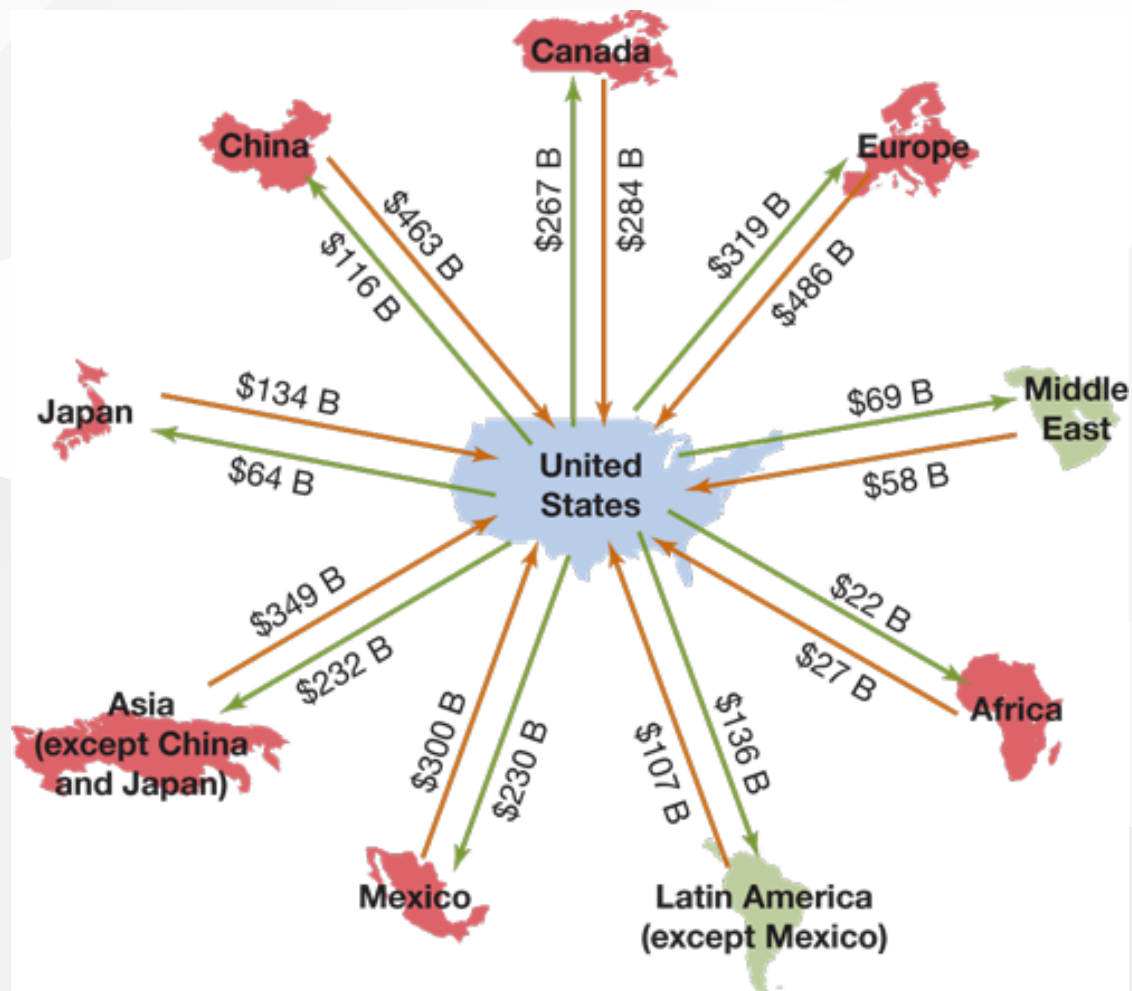 Canada
China
Europe
$267 B
$284 B
$463 B
$116 B
$319 B
$486 B
Japan
$134 B
$64 B
United
States
$69 B
$58 B
Middle
East
$349 B
$232 B
$22 B
$27 B
Asia
(except China
and Japan)
$300 B
$230 B
$107 B
$136 B
Africa
Mexico
Latin America
(except Mexico)